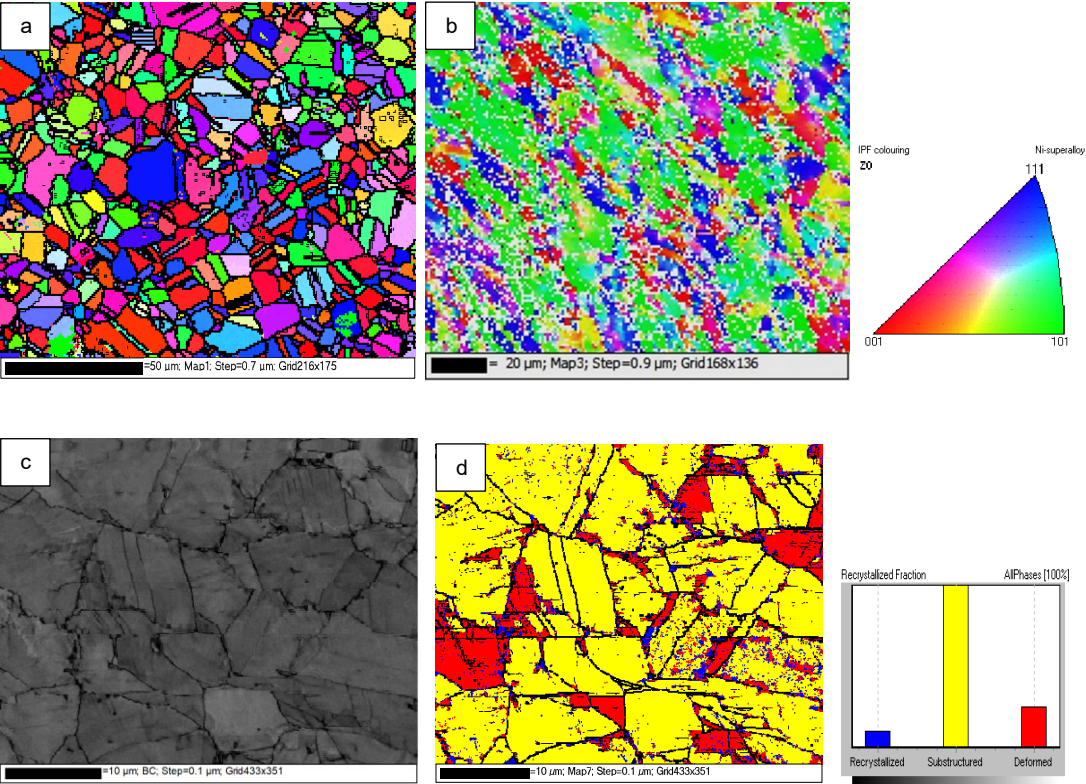 a
b
IPF colouring
Z0
Ni-superalloy
111
001
101
=50 µm; Map1; Step=0.7 µm; Grid216x175
= 20 µm; Map3; Step=0.9 µm; Grid168x136
c
d
=10 µm; BC; Step=0.1 µm; Grid433x351
=10 µm; Map7; Step=0.1 µm; Grid433x351
Recrystallized Fraction
AllPhases [100%]
Recrystallized
Substructured
Deformed